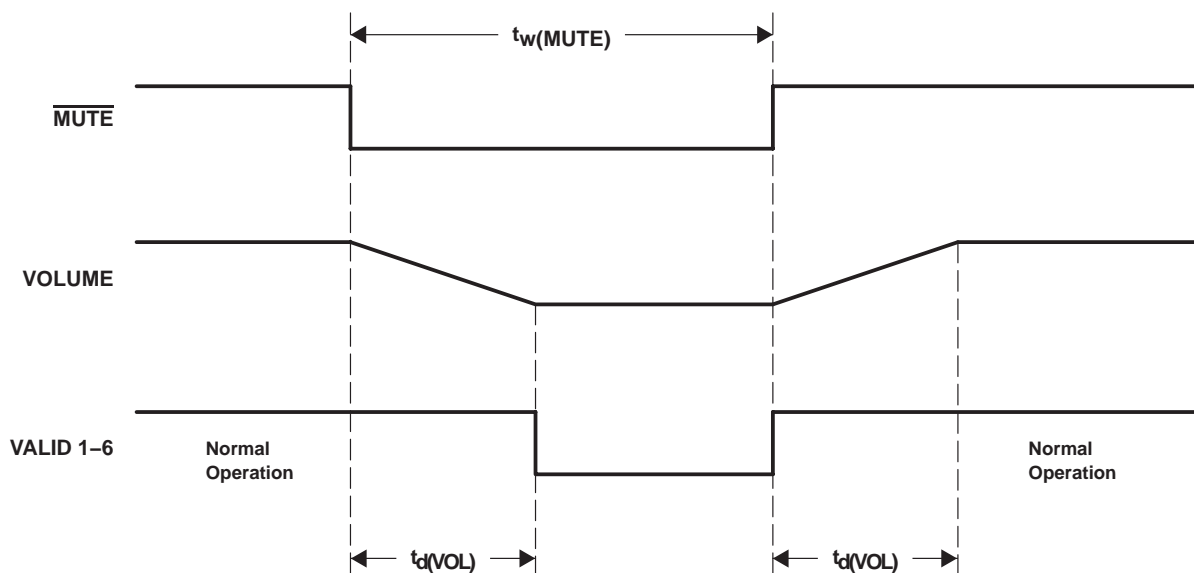 tw(MUTE)
MUTE
VOLUME
VALID 1–6
Normal
Operation
Normal
Operation
td(VOL)
td(VOL)